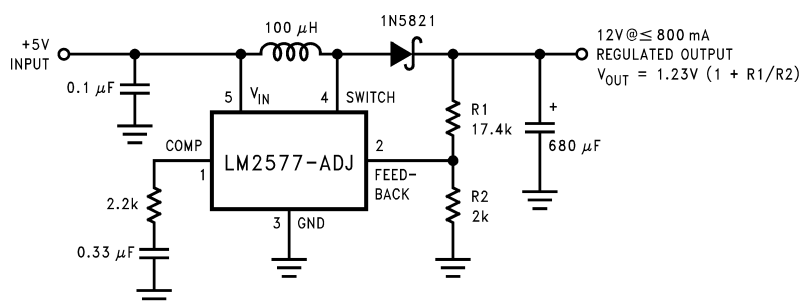 +5V
INPUT
100 μH
1N5821
12V@≤ 800 mA
REGULATED OUTPUT
VOUT = 1.23V (1 + R1/R2)
0.1 μF
5
VIN
4
SWITCH
R1
17.4k
+
680 μF
COMP
1
LM2577-ADJ
2
FEED-
BACK
2.2k
R2
2k
3
GND
0.33 μF